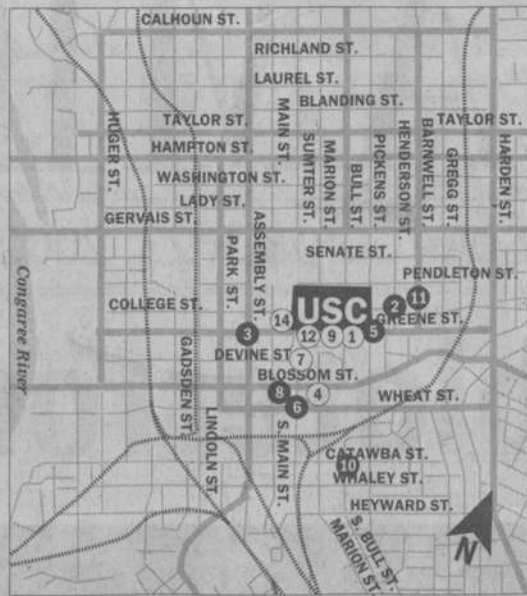 CALHOUN ST.
RICHLAND ST.
LAUREL ST.
BLANDING ST.
TAYLOR ST.
TAYLOR ST.
HAMPTON ST.
WASHINGTON ST.
LADY ST.
GERVAIS ST.
HUGER ST.
MAIN ST.
SUMTER ST.
MARION ST.
BULL ST.
PICKENS ST.
HENDERSON ST.
BARNWELL ST.
GREGG ST.
HARDEN ST.
PARK ST.
ASSEMBLY ST.
SENATE ST.
PENDLETON ST.
COLLEGE ST.
USC
GREENE ST.
2
11
14
3
12
9
1
5
DEVINE ST
7
BLOSSOM ST.
8
4
6
WHEAT ST.
Congaree River
GADSDEN ST.
LINCOLN ST
S. MAIN ST.
CATAWBA ST.
10
WHALEY ST.
HEYWARD ST.
S. BULL ST.
MARION ST.
N